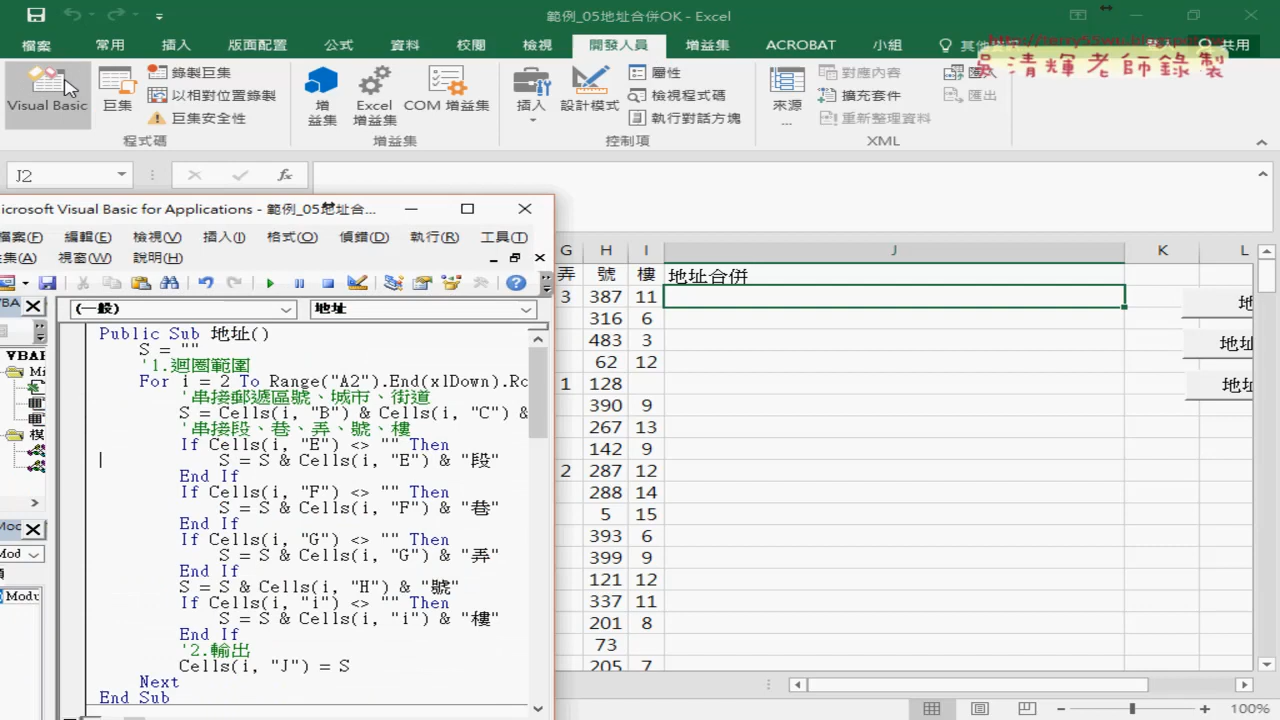 範例_05地址合併OK - Excel
檔案 常用 插入 版面配置 公式 資料 校閱 檢視 開發人員 增益集 ACROBAT 小組 共用
吳清輝老師錄製
Visual Basic
巨集
錄製巨集
以相對位置錄製
巨集安全性
程式碼
增益集
Excel 增益集
COM 增益集
增益集
插入
設計模式
屬性
檢視程式碼
執行對話方塊
控制項
來源
...
對應內容
擴充套件
重新整理資料
匯出
XML
J2
fx
icrosoft Visual Basic for Applications - 範例_05地址合...
檔案(F) 編輯(E) 檢視(V) 插入(I) 格式(O) 偵錯(D) 執行(R) 工具(T)
集(A) 視窗(W) 說明(H)
(一般) 地址
Public Sub 地址()
S = ""
'1.迴圈範圍
For i = 2 To Range("A2").End(xlDown).Ro
'串接郵遞區號、城市、街道
S = Cells(i, "B") & Cells(i, "C") &
'串接段、巷、弄、號、樓
If Cells(i, "E") <> "" Then
S = S & Cells(i, "E") & "段"
End If
If Cells(i, "F") <> "" Then
S = S & Cells(i, "F") & "巷"
End If
If Cells(i, "G") <> "" Then
S = S & Cells(i, "G") & "弄"
End If
S = S & Cells(i, "H") & "號"
If Cells(i, "i") <> "" Then
S = S & Cells(i, "i") & "樓"
End If
'2.輸出
Cells(i, "J") = S
Next
End Sub
G H I J K L
弄 號 樓 地址合併
3 387 11
316 6
483 3
62 12
1 128
390 9
267 13
142 9
2 287 12
288 14
5 15
393 6
399 9
121 12
337 11
201 8
73
205 7
100%